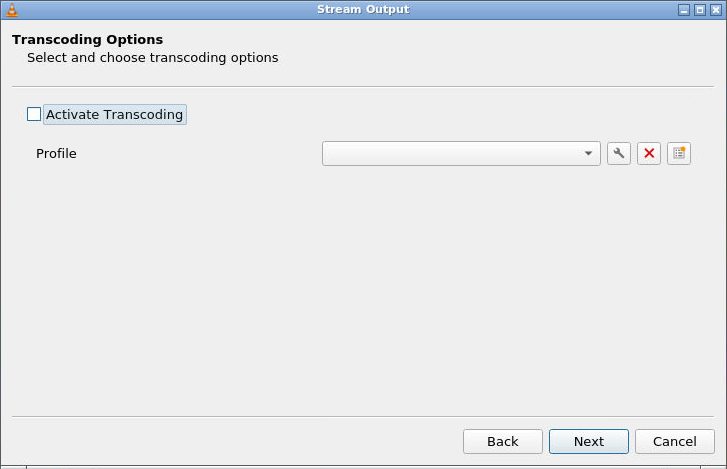 Stream Output
Transcoding Options
Select and choose transcoding options
Activate Transcoding
Profile
Back
Next
Cancel